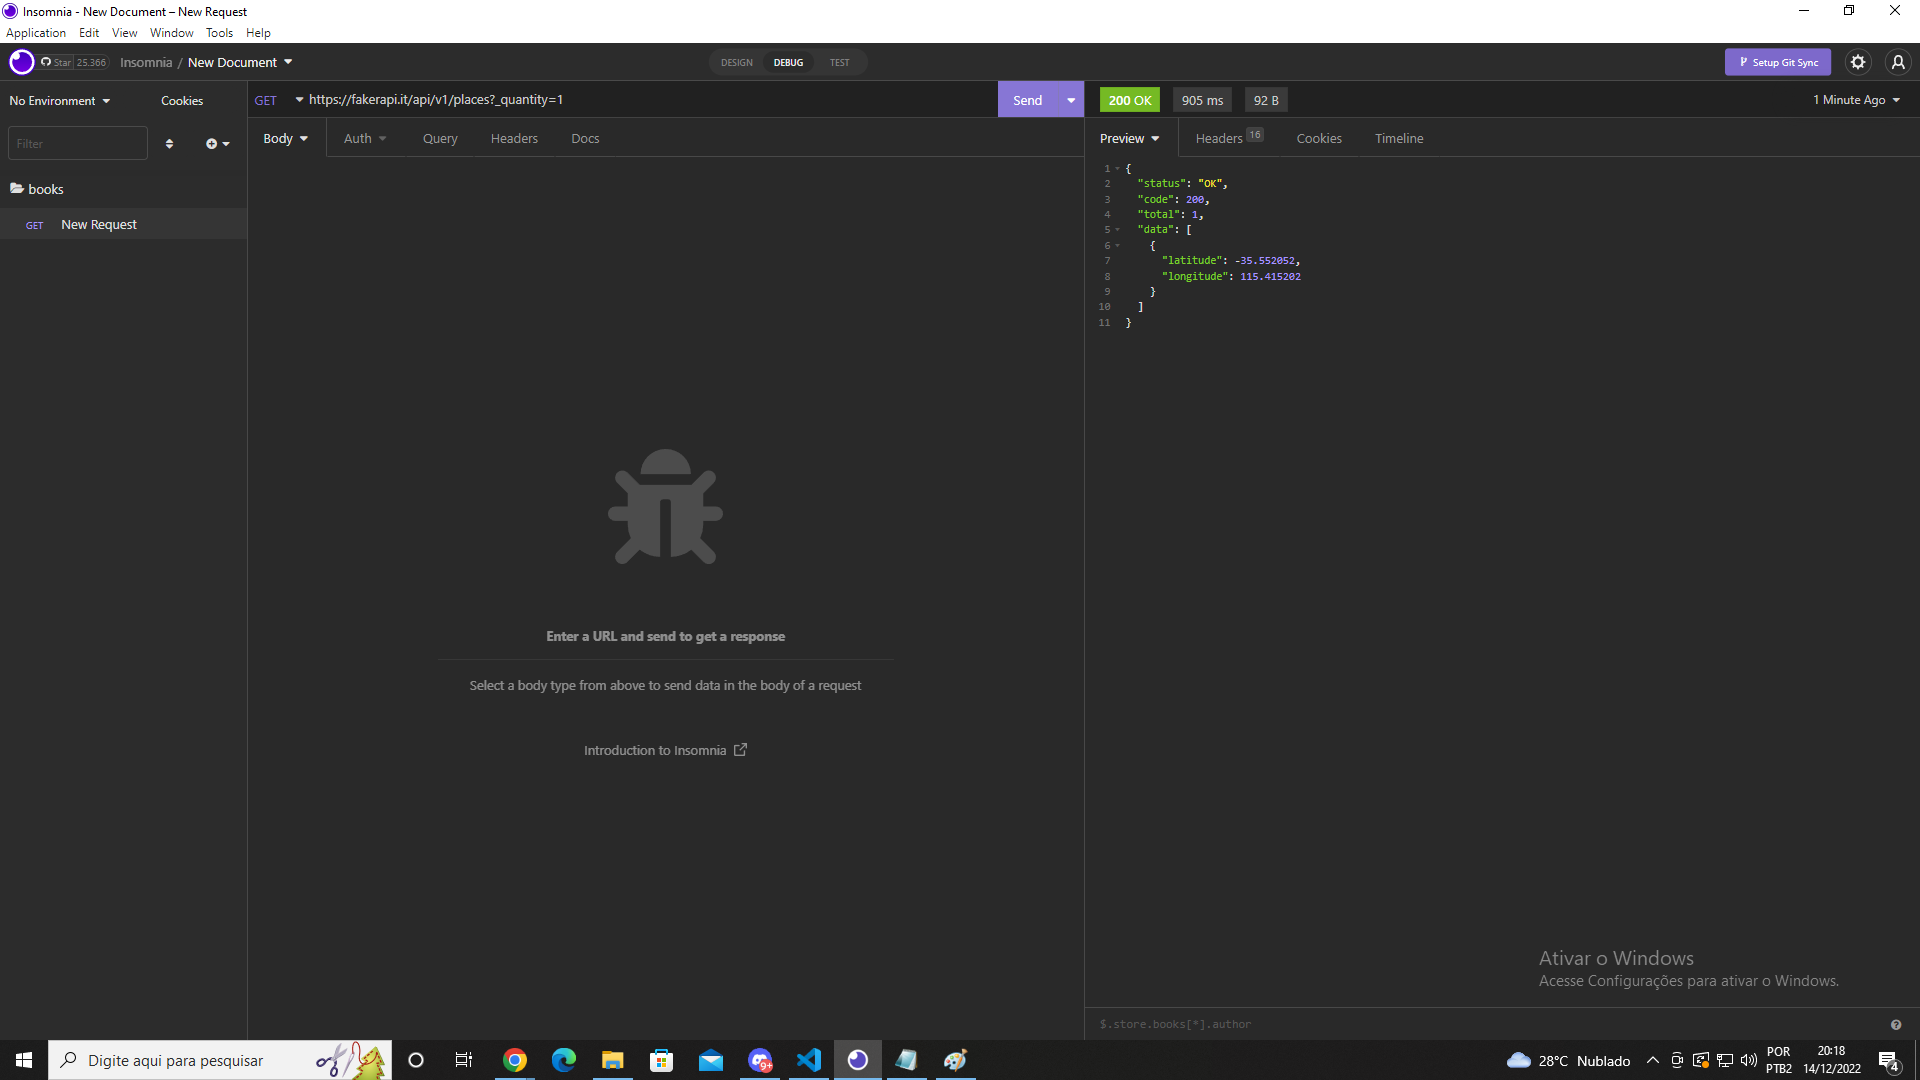 Insomnia - New Document – New Request
Application Edit View Window Tools Help
Star 25.366 Insomnia / New Document
DESIGN DEBUG TEST
Setup Git Sync
No Environment Cookies
GET https://fakerapi.it/api/v1/places?_quantity=1 Send
200 OK 905 ms 92 B 1 Minute Ago
Filter
Body Auth Query Headers Docs
Preview Headers 16 Cookies Timeline
books
GET New Request
1 {
2 "status": "OK",
3 "code": 200,
4 "total": 1,
5 "data": [
6 {
7 "latitude": -35.552052,
8 "longitude": 115.415202
9 }
10 ]
11 }
Enter a URL and send to get a response
Select a body type from above to send data in the body of a request
Introduction to Insomnia
Ativar o Windows
Acesse Configurações para ativar o Windows.
$.store.books[*].author
Digite aqui para pesquisar
9+
28°C Nublado
POR
PTB2
20:18
14/12/2022
4